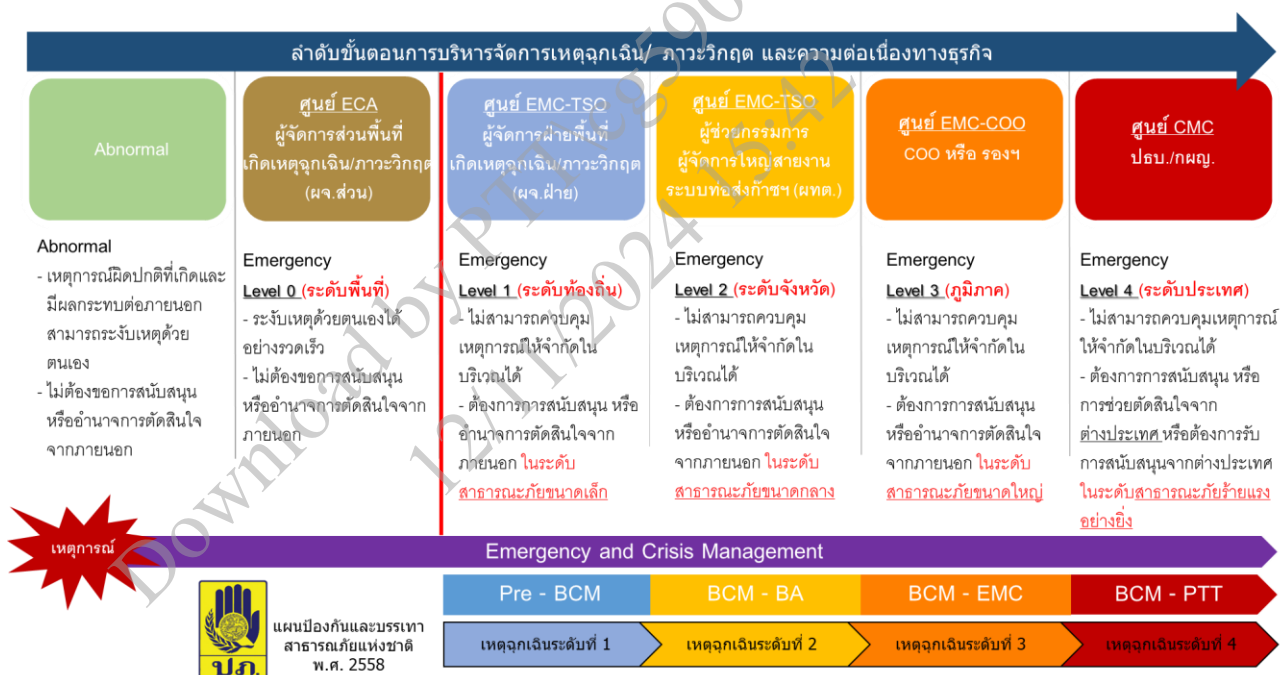 ลำดับขั้นตอนการบริหารจัดการเหตุฉุกเฉิน/ ภาวะวิกฤต และความต่อเนื่องทางธุรกิจ
Abnormal
ศูนย์ ECA
ผู้จัดการส่วนพื้นที่
เกิดเหตุฉุกเฉิน/ภาวะวิกฤต
(ผจ.ส่วน)
ศูนย์ EMC-TSO
ผู้จัดการฝ่ายพื้นที่
เกิดเหตุฉุกเฉิน/ภาวะวิกฤต
(ผจ.ฝ่าย)
ศูนย์ EMC-TSO
ผู้ช่วยกรรมการ
ผู้จัดการใหญ่สายงาน
ระบบท่อส่งก๊าซฯ (ผทต.)
ศูนย์ EMC-COO
COO หรือ รองฯ
ศูนย์ CMC
ปธบ./กผญ.
Abnormal
- เหตุการณ์ผิดปกติที่เกิดและ
มีผลกระทบต่อภายนอก
สามารถระงับเหตุด้วย
ตนเอง
- ไม่ต้องขอการสนับสนุน
หรืออำนาจการตัดสินใจ
จากภายนอก
Emergency
Level 0 (ระดับพื้นที่)
- ระงับเหตุด้วยตนเองได้
อย่างรวดเร็ว
- ไม่ต้องขอการสนับสนุน
หรืออำนาจการตัดสินใจจาก
ภายนอก
Emergency
Level 1 (ระดับท้องถิ่น)
- ไม่สามารถควบคุม
เหตุการณ์ให้จำกัดใน
บริเวณได้
- ต้องการการสนับสนุน หรือ
อำนาจการตัดสินใจจาก
ภายนอก ในระดับ
สาธารณะภัยขนาดเล็ก
Emergency
Level 2 (ระดับจังหวัด)
- ไม่สามารถควบคุม
เหตุการณ์ให้จำกัดใน
บริเวณได้
- ต้องการการสนับสนุน
หรืออำนาจการตัดสินใจ
จากภายนอก ในระดับ
สาธารณะภัยขนาดกลาง
Emergency
Level 3 (ภูมิภาค)
- ไม่สามารถควบคุม
เหตุการณ์ให้จำกัดใน
บริเวณได้
- ต้องการการสนับสนุน
หรืออำนาจการตัดสินใจ
จากภายนอก ในระดับ
สาธารณะภัยขนาดใหญ่
Emergency
Level 4 (ระดับประเทศ)
- ไม่สามารถควบคุมเหตุการณ์
ให้จำกัดในบริเวณได้
- ต้องการการสนับสนุน หรือ
การช่วยตัดสินใจจาก
ต่างประเทศ หรือต้องการรับ
การสนับสนุนจากต่างประเทศ
ในระดับสาธารณะภัยร้ายแรง
อย่างยิ่ง
เหตุการณ์
Emergency and Crisis Management
Pre - BCM
BCM - BA
BCM - EMC
BCM - PTT
ปภ.
แผนป้องกันและบรรเทา
สาธารณภัยแห่งชาติ
พ.ศ. 2558
เหตุฉุกเฉินระดับที่ 1
เหตุฉุกเฉินระดับที่ 2
เหตุฉุกเฉินระดับที่ 3
เหตุฉุกเฉินระดับที่ 4
Download by PTT
12/11/2024 15:42